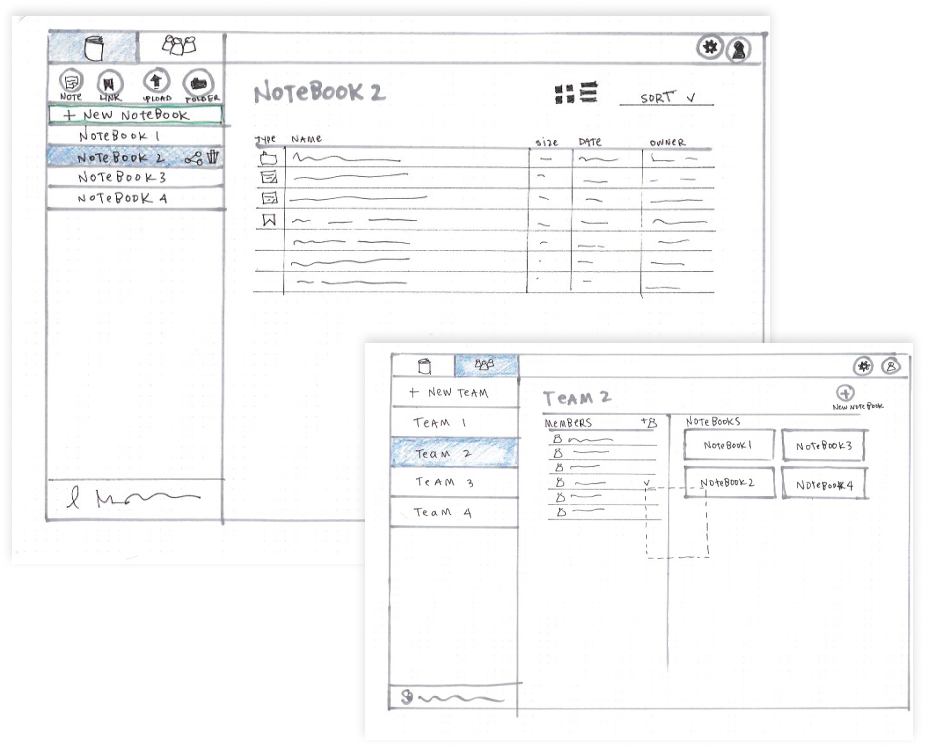 NOTE LINK UPLOAD FOLDER
+ NEW NOTEBOOK
NOTEBOOK 1
NOTEBOOK 2
NOTEBOOK 3
NOTEBOOK 4
NOTEBOOK 2
SORT
TYPE NAME SIZE DATE OWNER
+ NEW TEAM
TEAM 1
TEAM 2
TEAM 3
TEAM 4
TEAM 2
NEW NOTEBOOK
MEMBERS +
NOTEBOOKS
NOTEBOOK 1 NOTEBOOK 3
NOTEBOOK 2 NOTEBOOK 4